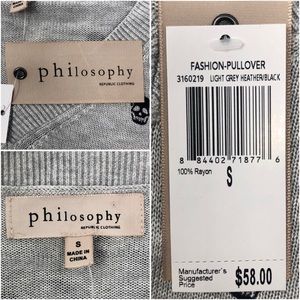 philosophy
REPUBLIC CLOTHING
philosophy
REPUBLIC CLOTHING
S
MADE IN
CHINA
FASHION-PULLOVER
3160219 LIGHT GREY HEATHER/BLACK
8 84402 71877 6
100% Rayon
S
Manufacturer's
Suggested
Price
$58.00